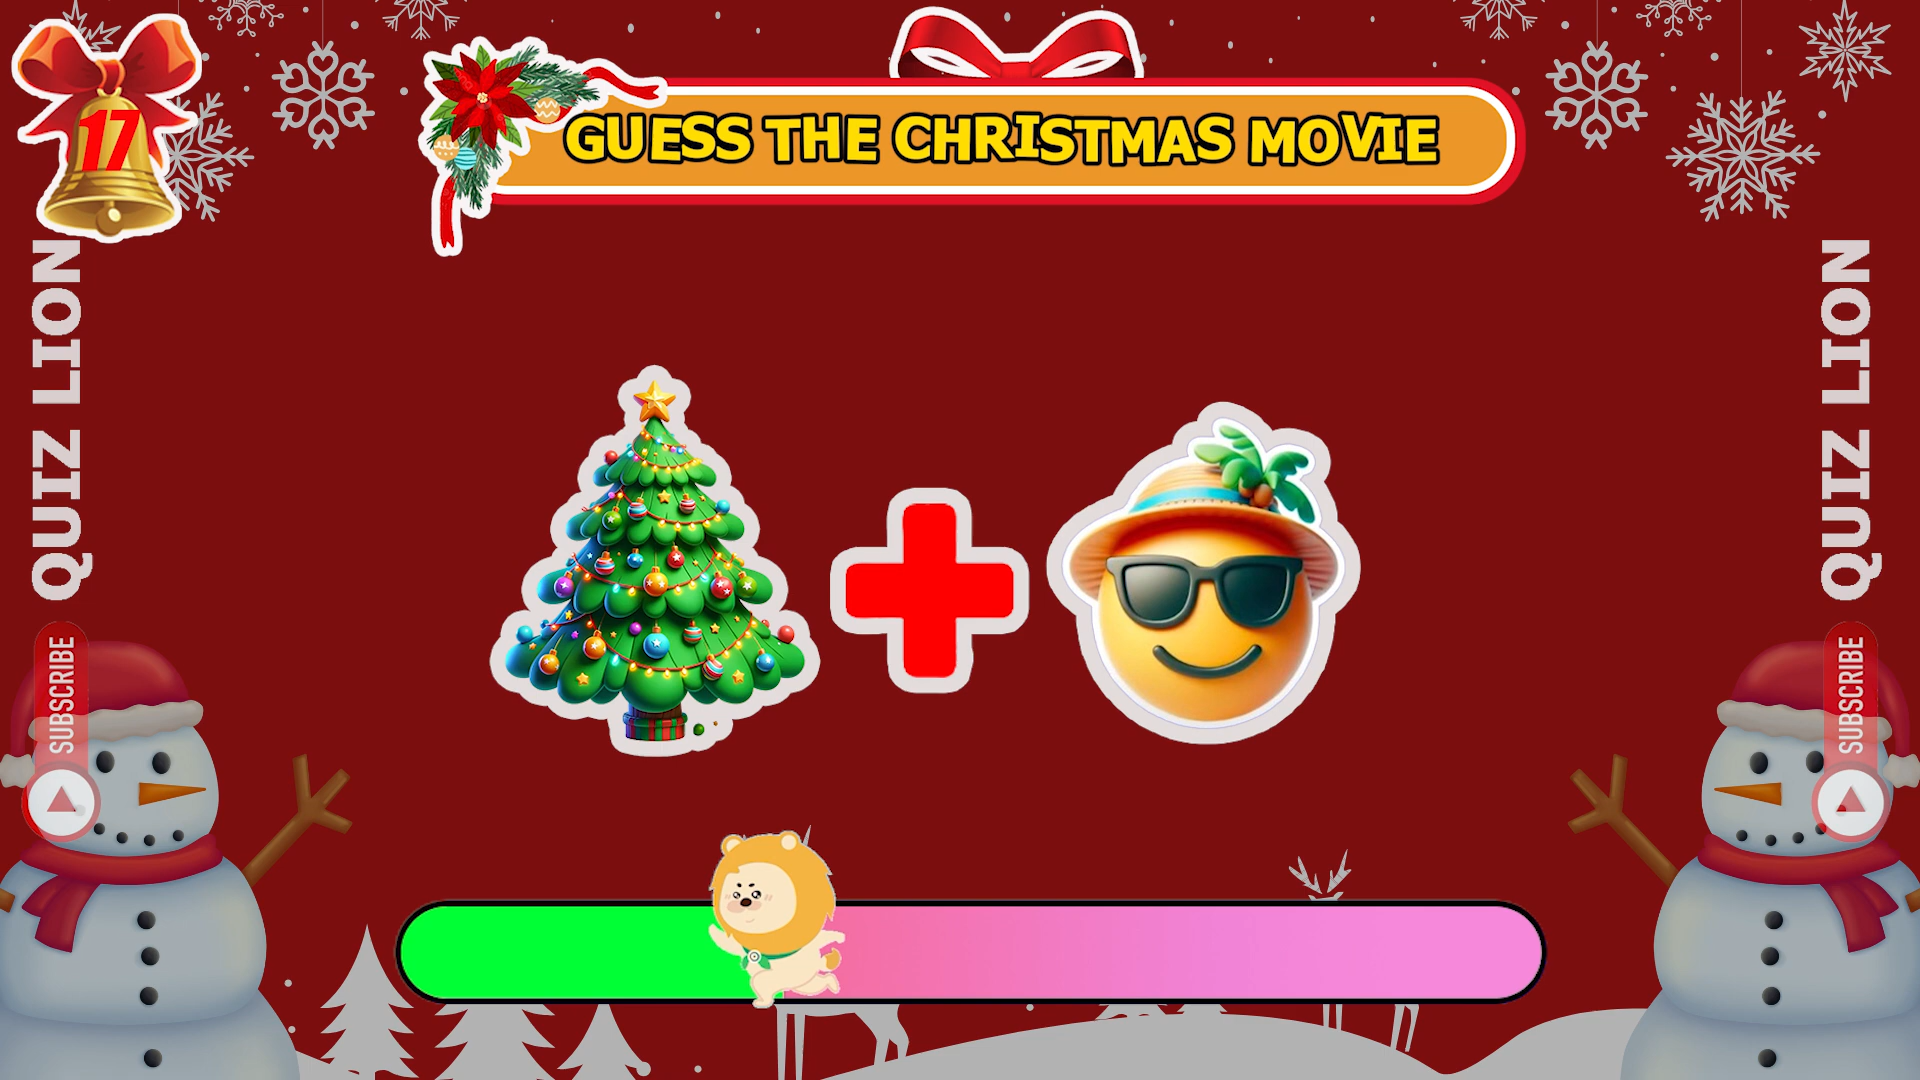 17
GUESS THE CHRISTMAS MOVIE
QUIZ LION
SUBSCRIBE
QUIZ LION
SUBSCRIBE